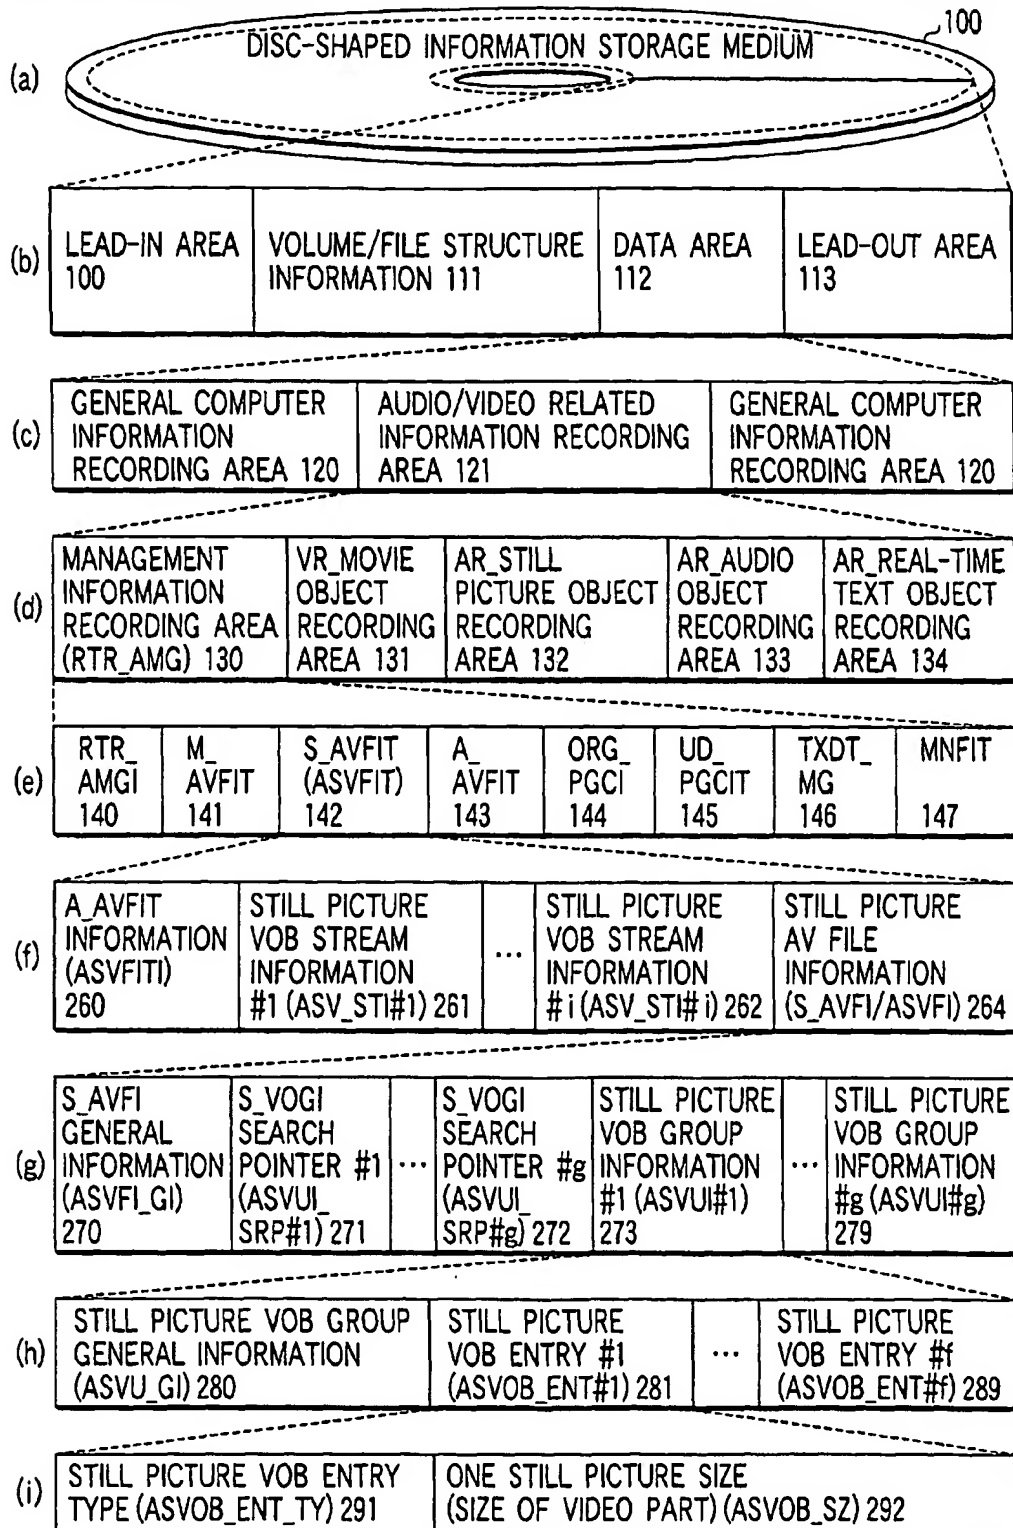 100
DISC-SHAPED INFORMATION STORAGE MEDIUM
(a)
(b)
LEAD-IN AREA
100
VOLUME/FILE STRUCTURE
INFORMATION 111
DATA AREA
112
LEAD-OUT AREA
113
(c)
GENERAL COMPUTER
INFORMATION
RECORDING AREA 120
AUDIO/VIDEO RELATED
INFORMATION RECORDING
AREA 121
GENERAL COMPUTER
INFORMATION
RECORDING AREA 120
(d)
MANAGEMENT
INFORMATION
RECORDING AREA
(RTR_AMG) 130
VR_MOVIE
OBJECT
RECORDING
AREA 131
AR_STILL
PICTURE OBJECT
RECORDING
AREA 132
AR_AUDIO
OBJECT
RECORDING
AREA 133
AR_REAL-TIME
TEXT OBJECT
RECORDING
AREA 134
(e)
RTR_
AMGI
140
M_
AVFIT
141
S_AVFIT
(ASVFIT)
142
A_
AVFIT
143
ORG_
PGCI
144
UD_
PGCIT
145
TXDT_
MG
146
MNFIT
147
(f)
A_AVFIT
INFORMATION
(ASVFITI)
260
STILL PICTURE
VOB STREAM
INFORMATION
#1 (ASV_STI#1) 261
...
STILL PICTURE
VOB STREAM
INFORMATION
#i (ASV_STI#i) 262
STILL PICTURE
AV FILE
INFORMATION
(S_AVFI/ASVFI) 264
(g)
S_AVFI
GENERAL
INFORMATION
(ASVFI_GI)
270
S_VOGI
SEARCH
POINTER #1
(ASVUI_
SRP#1) 271
...
S_VOGI
SEARCH
POINTER #g
(ASVUI_
SRP#g) 272
STILL PICTURE
VOB GROUP
INFORMATION
#1 (ASVUI#1)
273
...
STILL PICTURE
VOB GROUP
INFORMATION
#g (ASVUI#g)
279
(h)
STILL PICTURE VOB GROUP
GENERAL INFORMATION
(ASVU_GI) 280
STILL PICTURE
VOB ENTRY #1
(ASVOB_ENT#1) 281
...
STILL PICTURE
VOB ENTRY #f
(ASVOB_ENT#f) 289
(i)
STILL PICTURE VOB ENTRY
TYPE (ASVOB_ENT_TY) 291
ONE STILL PICTURE SIZE
(SIZE OF VIDEO PART) (ASVOB_SZ) 292